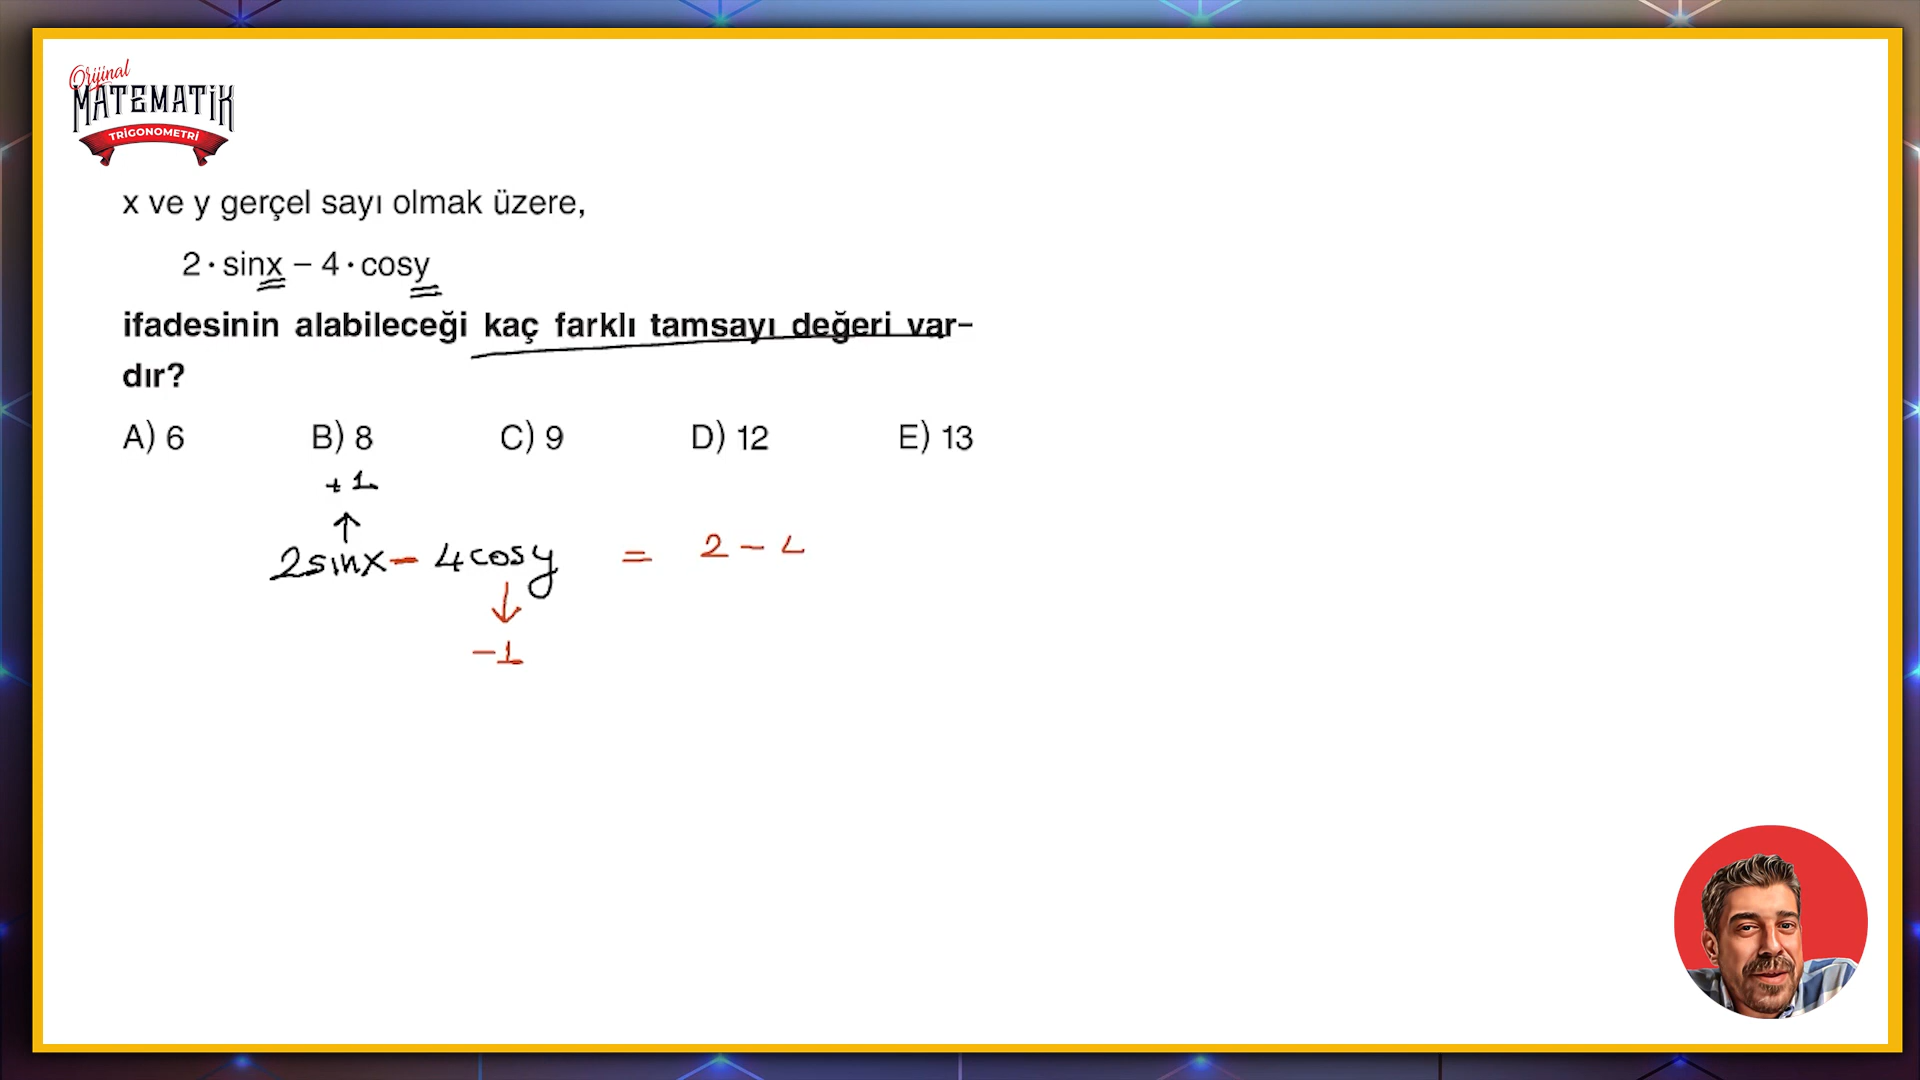 Orijinal
MATEMATİK
TRİGONOMETRİ
x ve y gerçel sayı olmak üzere,
2 · sinx – 4 · cosy
ifadesinin alabileceği kaç farklı tamsayı değeri var-
dır?
A) 6 B) 8 C) 9 D) 12 E) 13
+1
↑
2sinx - 4cosy = 2 - 4
↓
-1